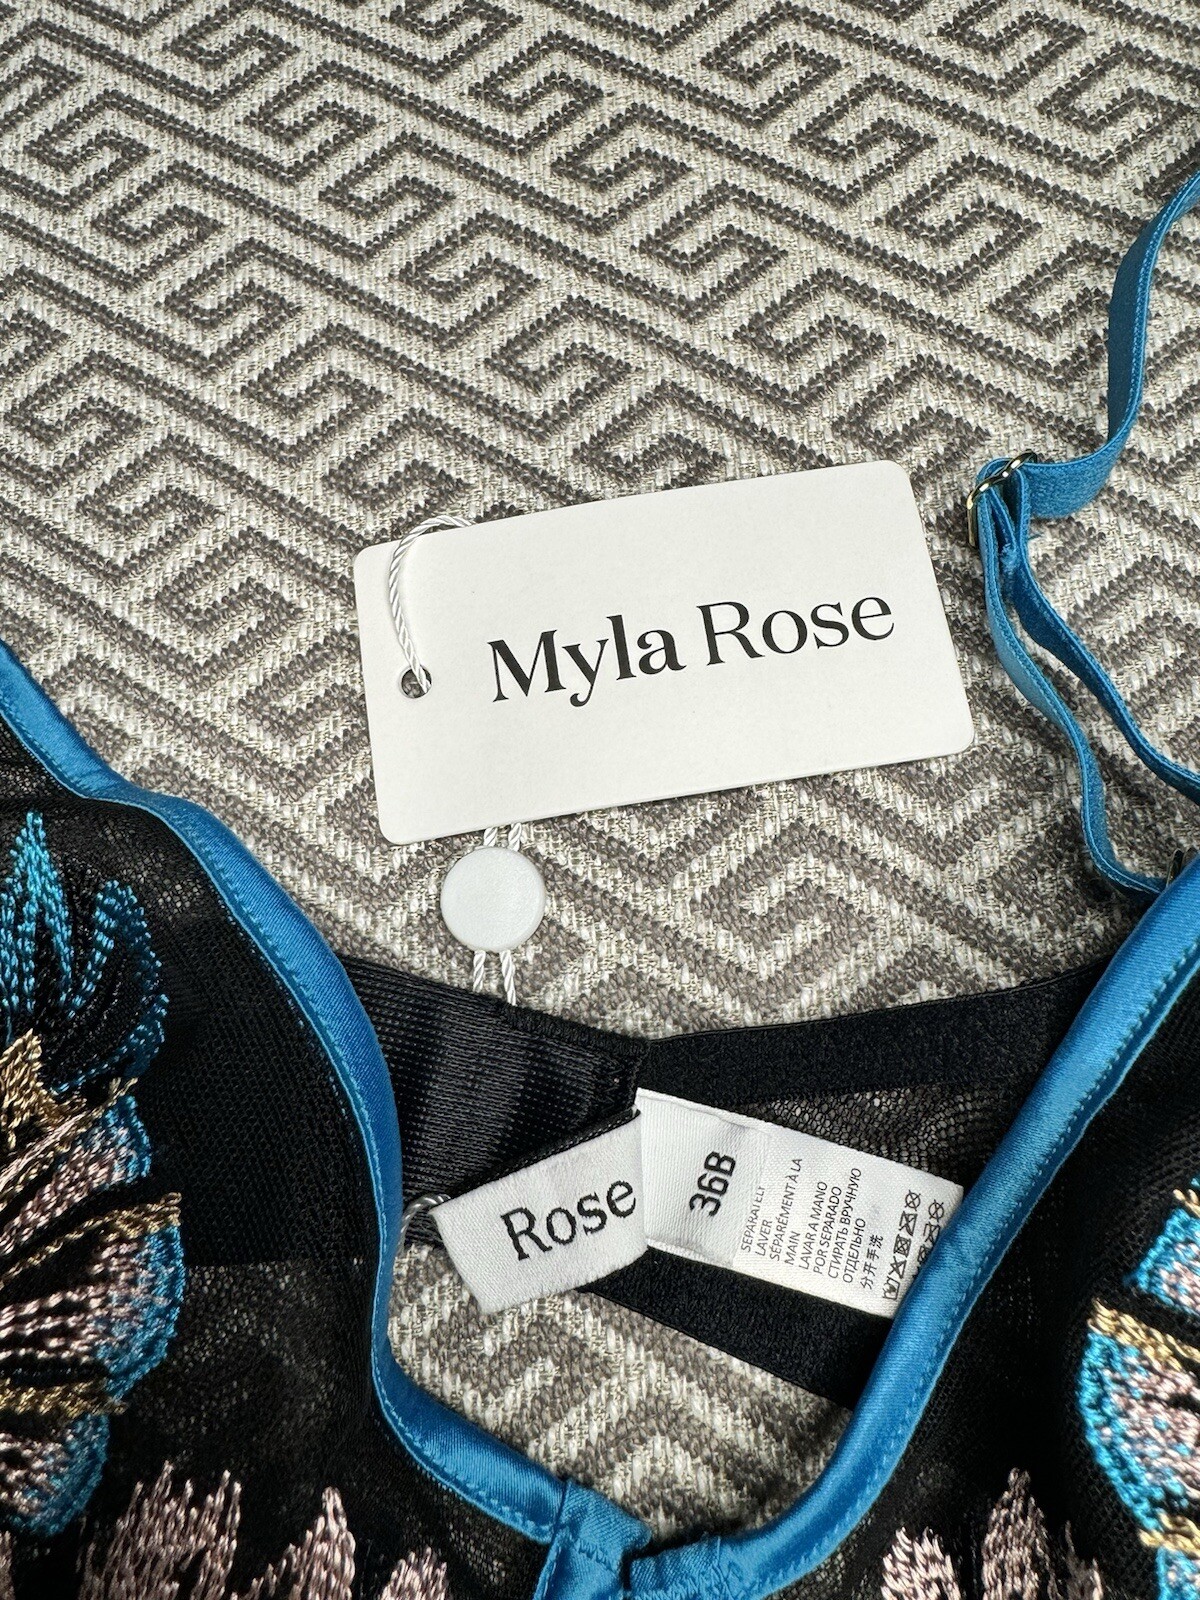 Myla Rose
Rose
36B
SEPARATELY
LAVER
SÉPARÉMENT À LA
MAIN
LAVAR A MANO
POR SEPARADO
СТИРАТЬ ВРУЧНУЮ
ОТДЕЛЬНО
分开手洗